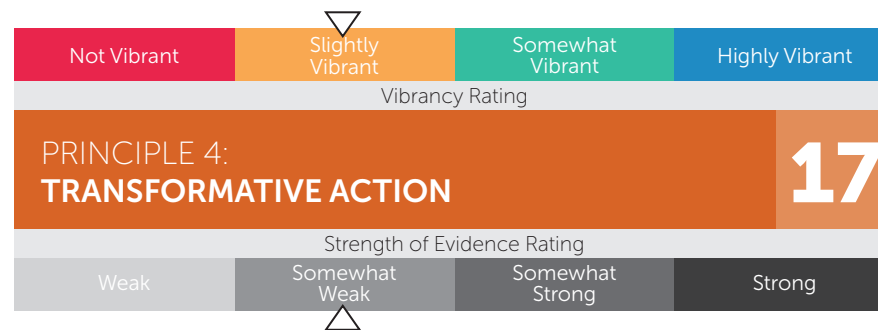 Not Vibrant
Slightly
Vibrant
Somewhat
Vibrant
Highly Vibrant
Vibrancy Rating
PRINCIPLE 4:
TRANSFORMATIVE ACTION
17
Strength of Evidence Rating
Weak
Somewhat
Weak
Somewhat
Strong
Strong